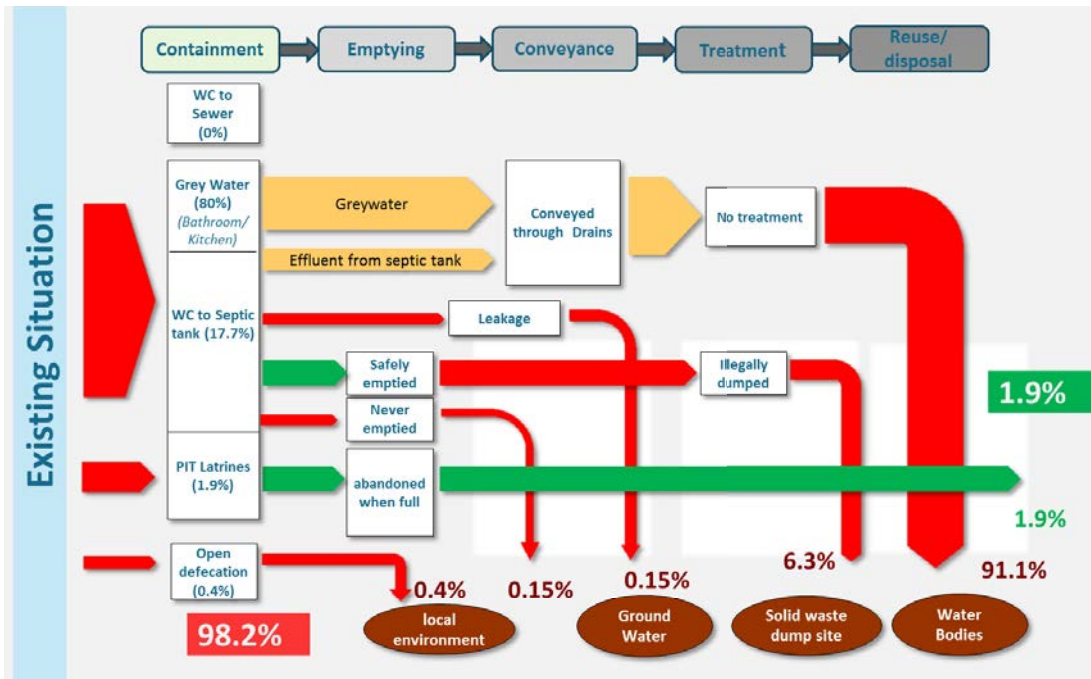 Existing Situation
Containment
Emptying
Conveyance
Treatment
Reuse/
disposal
WC to
Sewer
(0%)
Grey Water
(80%)
(Bathroom/
Kitchen)
Greywater
Conveyed
through Drains
No treatment
Effluent from septic tank
WC to Septic
tank (17.7%)
Leakage
Safely
emptied
Illegally
dumped
1.9%
Never
emptied
PIT Latrines
(1.9%)
abandoned
when full
1.9%
Open
defecation
(0.4%)
0.4%
0.15%
0.15%
6.3%
91.1%
98.2%
local
environment
Ground
Water
Solid waste
dump site
Water
Bodies